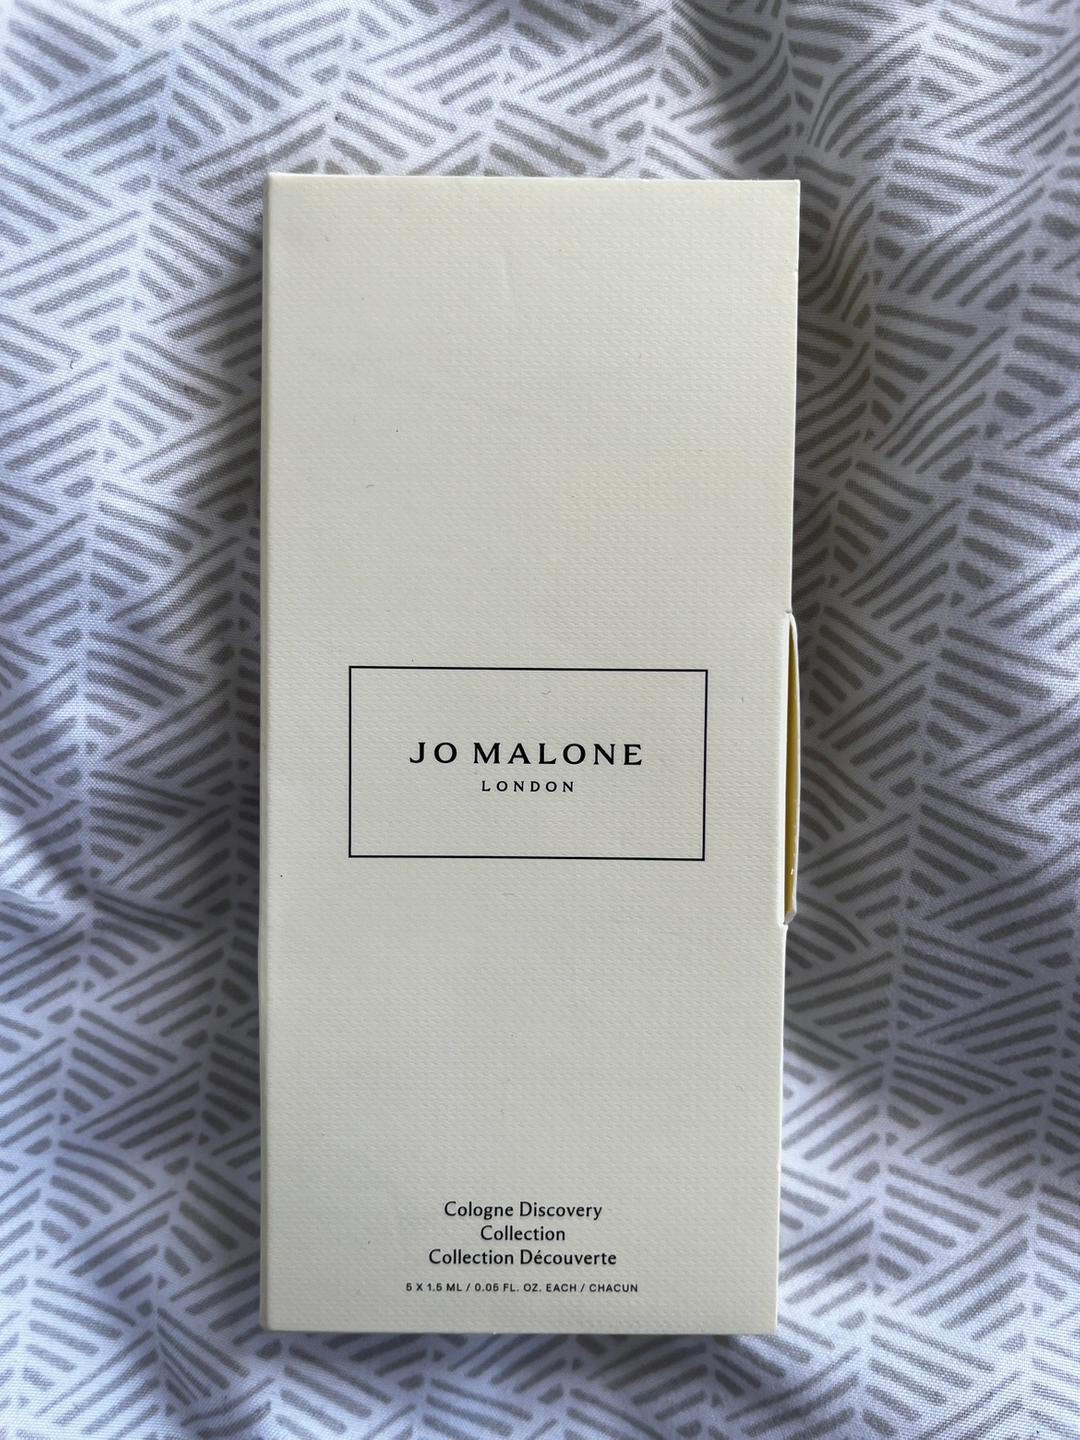 JO MALONE
LONDON
Cologne Discovery
Collection
Collection Découverte
5 X 1.5 ML / 0.05 FL. OZ. EACH / CHACUN